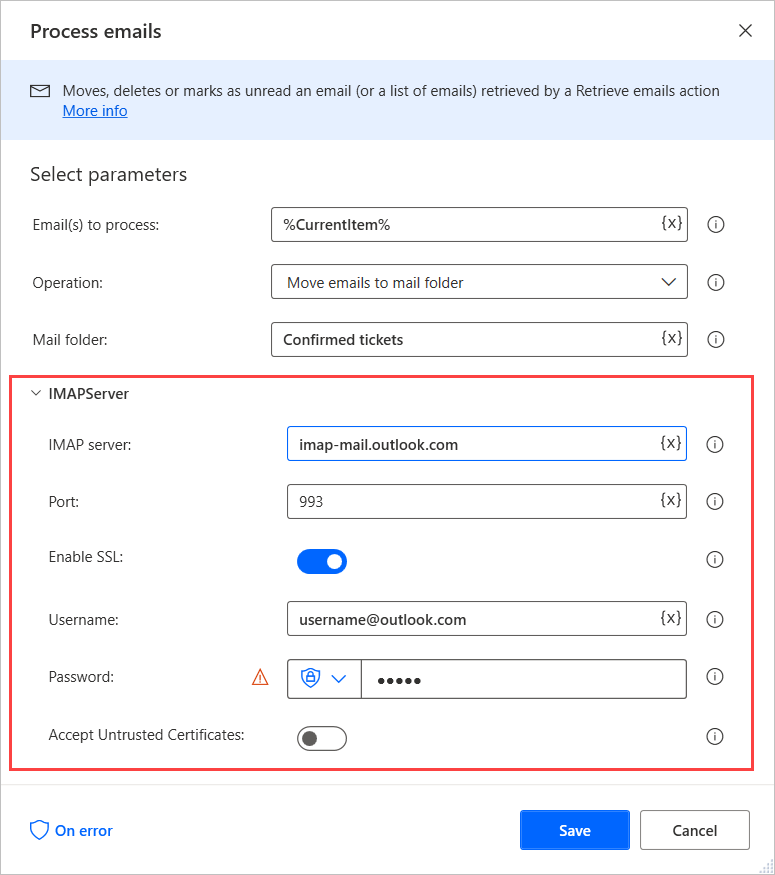 Process emails
Moves, deletes or marks as unread an email (or a list of emails) retrieved by a Retrieve emails action
More info
Select parameters
Email(s) to process: %CurrentItem% {x}
Operation: Move emails to mail folder
Mail folder: Confirmed tickets {x}
IMAPServer
IMAP server: imap-mail.outlook.com {x}
Port: 993 {x}
Enable SSL:
Username: username@outlook.com {x}
Password: •••••
Accept Untrusted Certificates:
On error Save Cancel